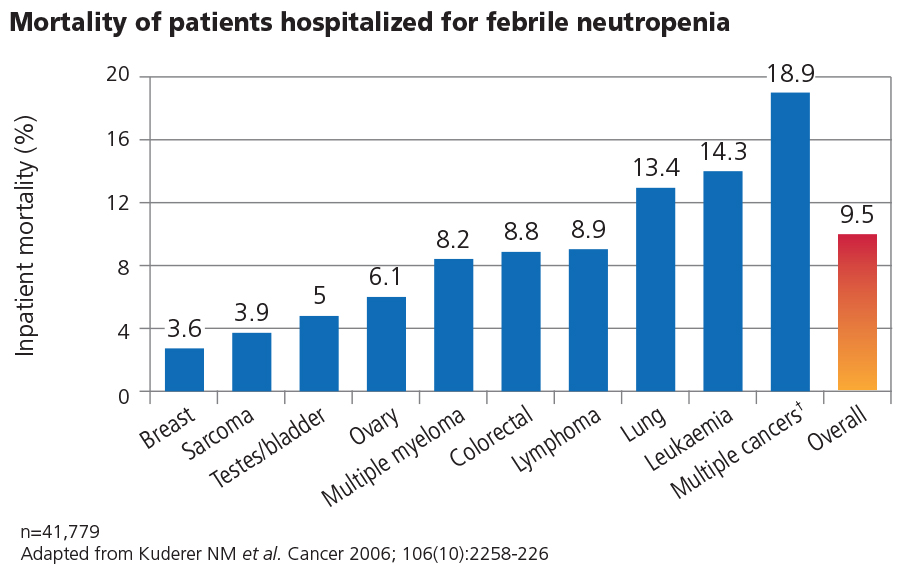 Mortality of patients hospitalized for febrile neutropenia
Inpatient mortality (%)
20
16
12
8
4
0
3.6
3.9
5
6.1
8.2
8.8
8.9
13.4
14.3
18.9
9.5
Breast
Sarcoma
Testes/bladder
Ovary
Multiple myeloma
Colorectal
Lymphoma
Lung
Leukaemia
Multiple cancers†
Overall
n=41,779
Adapted from Kuderer NM et al. Cancer 2006; 106(10):2258-226